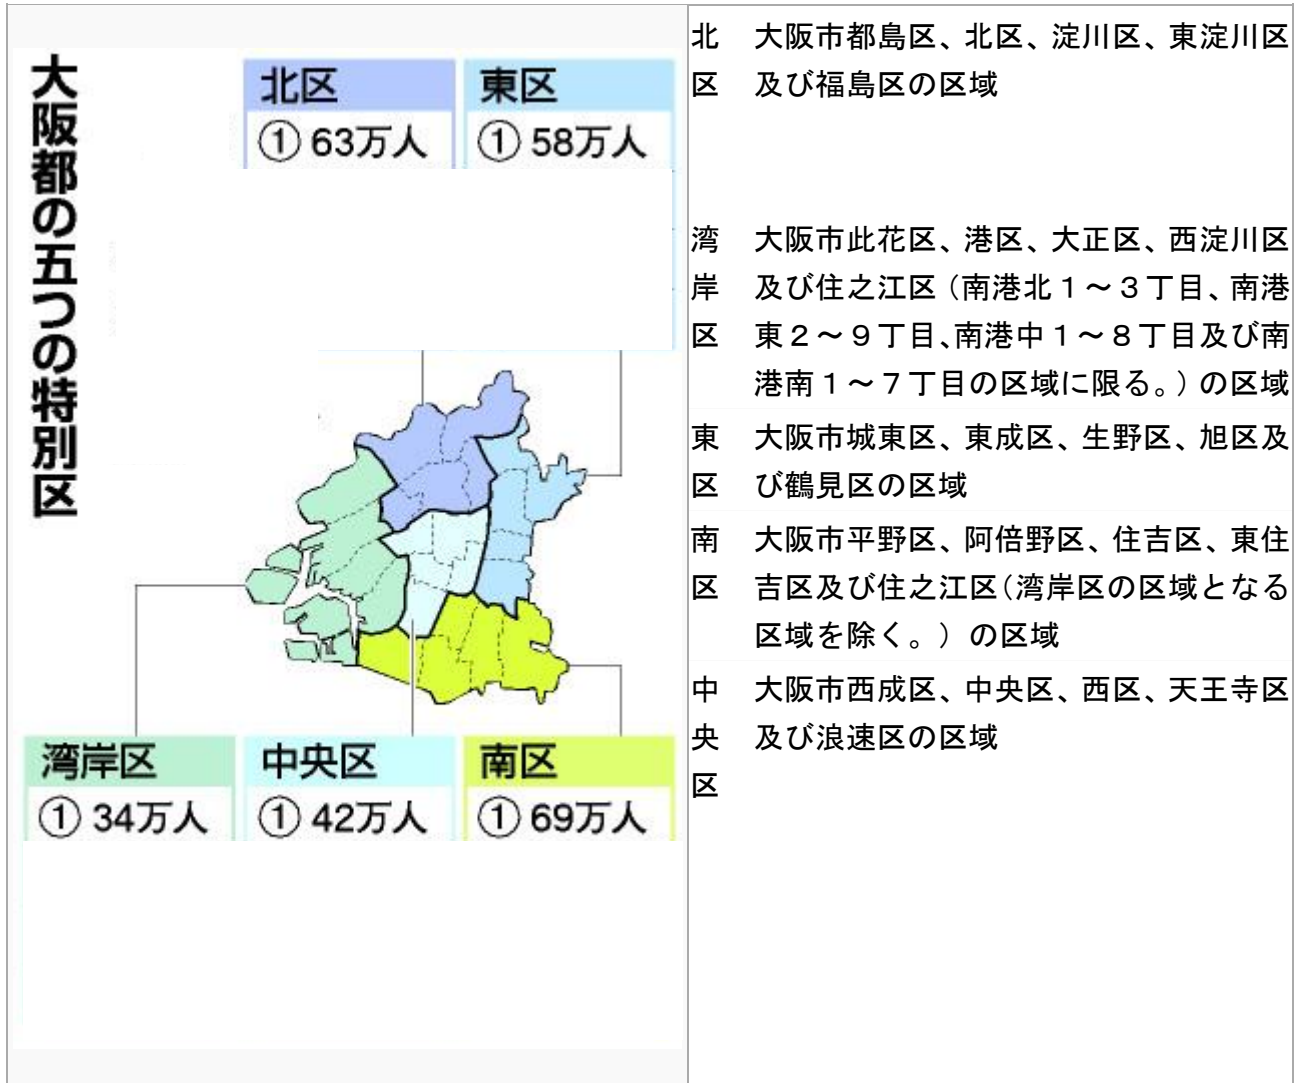 大阪都の五つの特別区
北区
① 63万人
東区
① 58万人
湾岸区
① 34万人
中央区
① 42万人
南区
① 69万人
北区
大阪市都島区、北区、淀川区、東淀川区
及び福島区の区域
湾岸区
大阪市此花区、港区、大正区、西淀川区
及び住之江区（南港北１～３丁目、南港
東２～９丁目、南港中１～８丁目及び南
港南１～７丁目の区域に限る。）の区域
東区
大阪市城東区、東成区、生野区、旭区及
び鶴見区の区域
南区
大阪市平野区、阿倍野区、住吉区、東住
吉区及び住之江区（湾岸区の区域となる
区域を除く。）の区域
中央区
大阪市西成区、中央区、西区、天王寺区
及び浪速区の区域